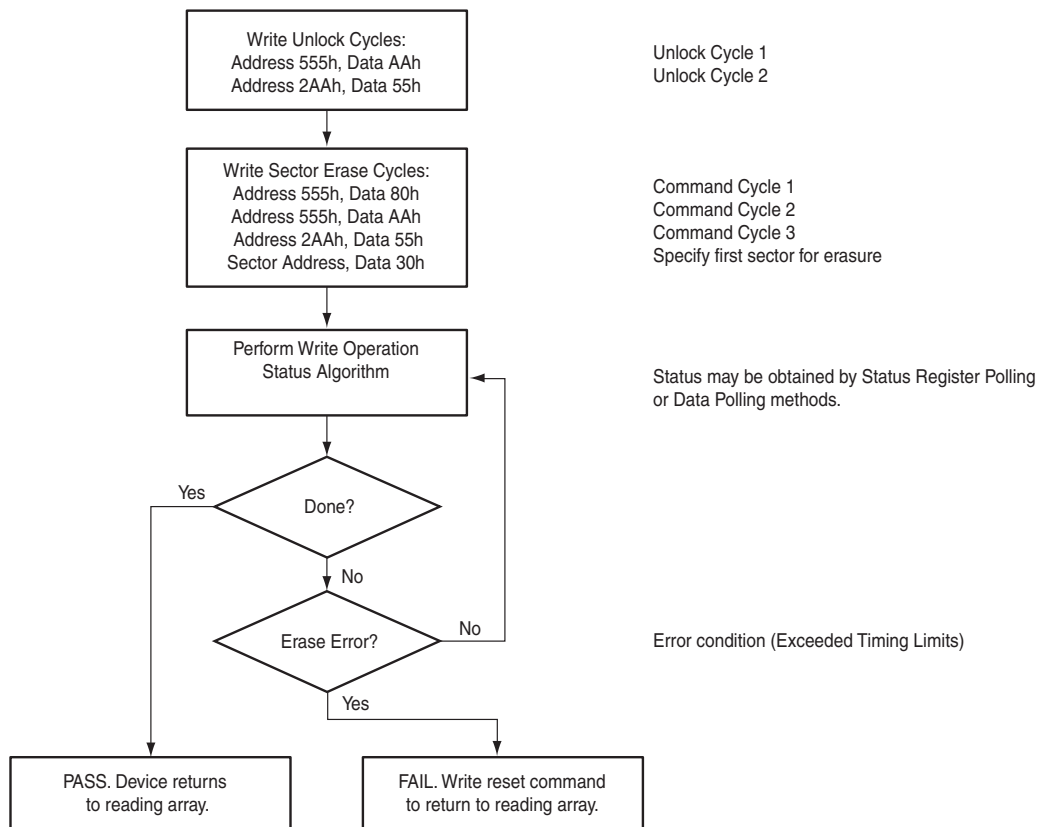 Write Unlock Cycles:
Address 555h, Data AAh
Address 2AAh, Data 55h
Unlock Cycle 1
Unlock Cycle 2
Write Sector Erase Cycles:
Address 555h, Data 80h
Address 555h, Data AAh
Address 2AAh, Data 55h
Sector Address, Data 30h
Command Cycle 1
Command Cycle 2
Command Cycle 3
Specify first sector for erasure
Perform Write Operation
Status Algorithm
Status may be obtained by Status Register Polling
or Data Polling methods.
Yes
Done?
No
Erase Error?
No
Error condition (Exceeded Timing Limits)
Yes
PASS. Device returns
to reading array.
FAIL. Write reset command
to return to reading array.